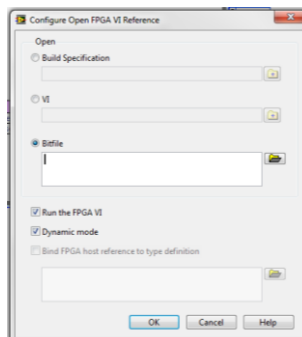 Configure Open FPGA VI Reference
Open
Build Specification
VI
Bitfile
Run the FPGA VI
Dynamic mode
Bind FPGA host reference to type definition
OK Cancel Help